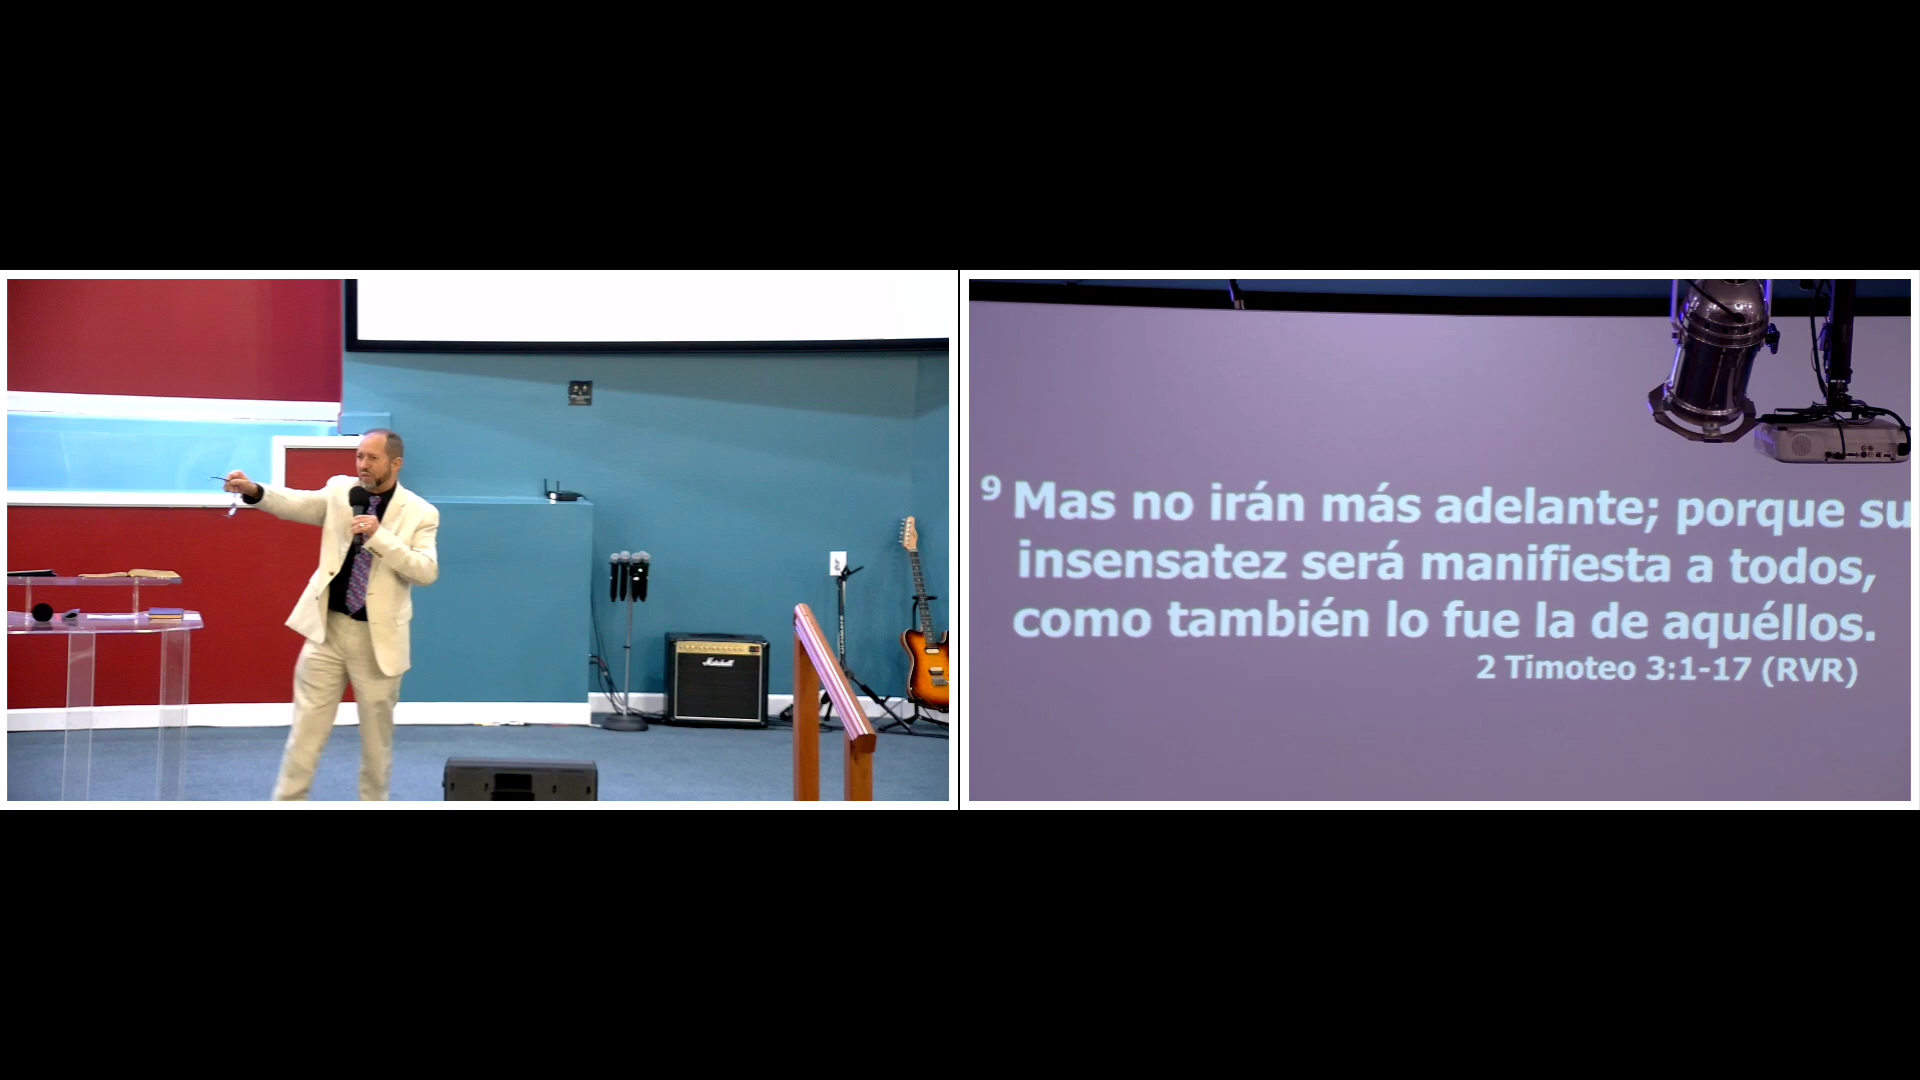 Marshall
9 Mas no irán más adelante; porque su
insensatez será manifiesta a todos,
como también lo fue la de aquéllos.
2 Timoteo 3:1-17 (RVR)